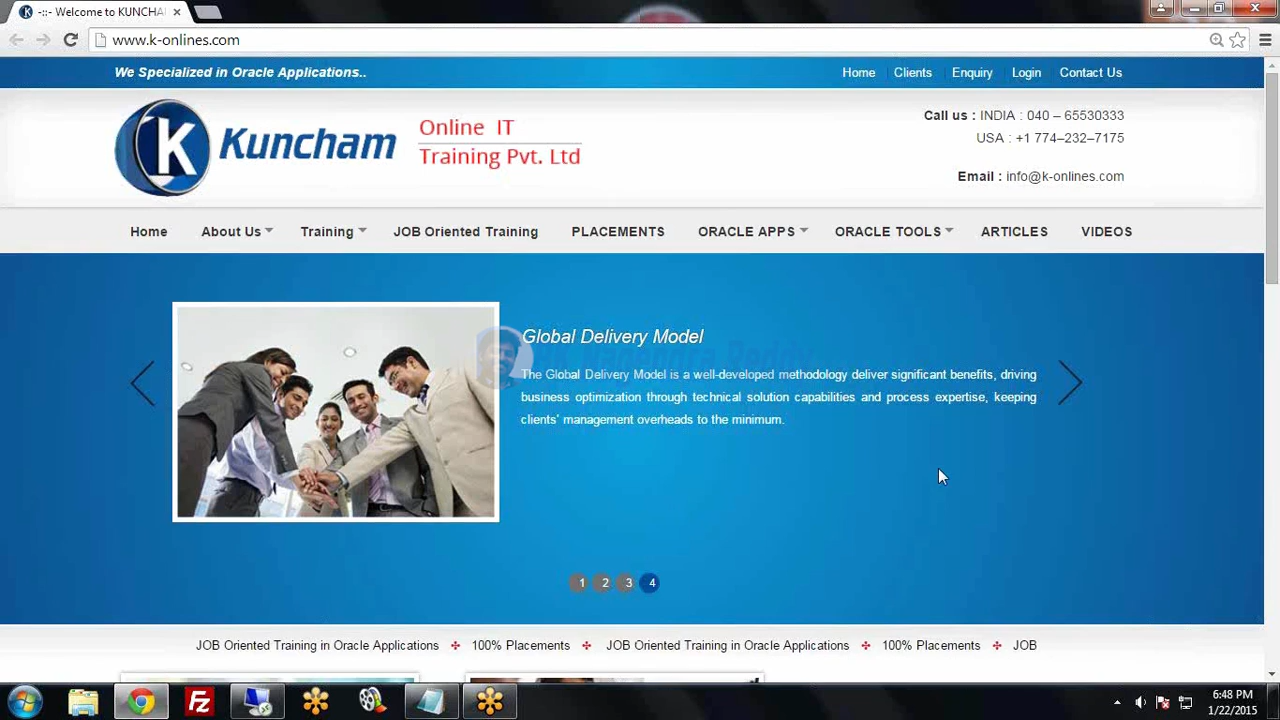 -::- Welcome to KUNCHA
www.k-onlines.com
We Specialized in Oracle Applications..
Home Clients Enquiry Login Contact Us
K Kuncham
Online IT
Training Pvt. Ltd
Call us : INDIA : 040 – 65530333
USA : +1 774–232–7175
Email : info@k-onlines.com
Home About Us Training JOB Oriented Training PLACEMENTS ORACLE APPS ORACLE TOOLS ARTICLES VIDEOS
Global Delivery Model
Reddy
The Global Delivery Model is a well-developed methodology deliver significant benefits, driving
business optimization through technical solution capabilities and process expertise, keeping
clients' management overheads to the minimum.
1 2 3 4
JOB Oriented Training in Oracle Applications 100% Placements JOB Oriented Training in Oracle Applications 100% Placements JOB
Fz
6:48 PM
1/22/2015